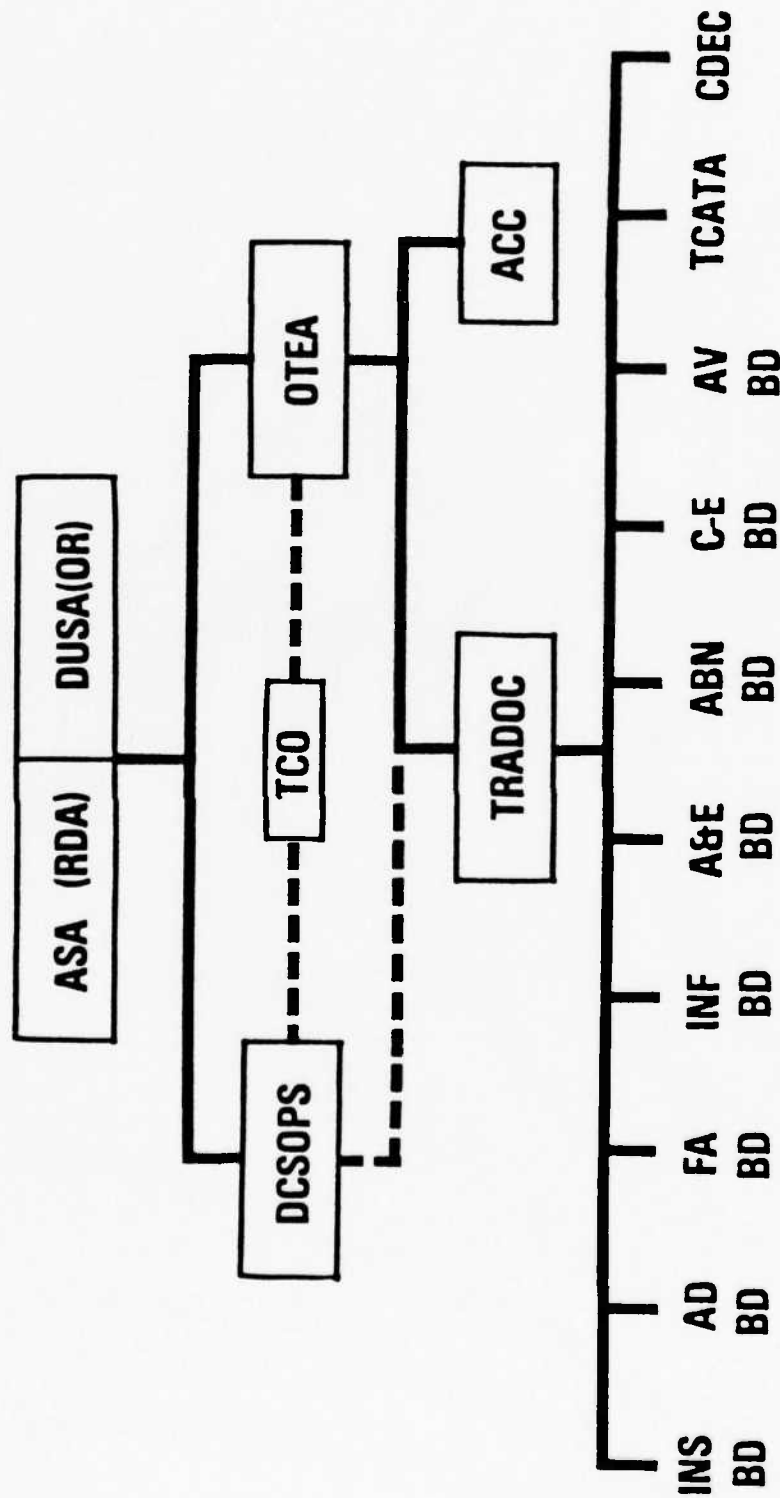 ASA (RDA) DUSA(OR)
DCSOPS TCO OTEA
TRADOC ACC
INS AD FA INF A&E ABN C-E AV TCATA CDEC
BD BD BD BD BD BD BD BD